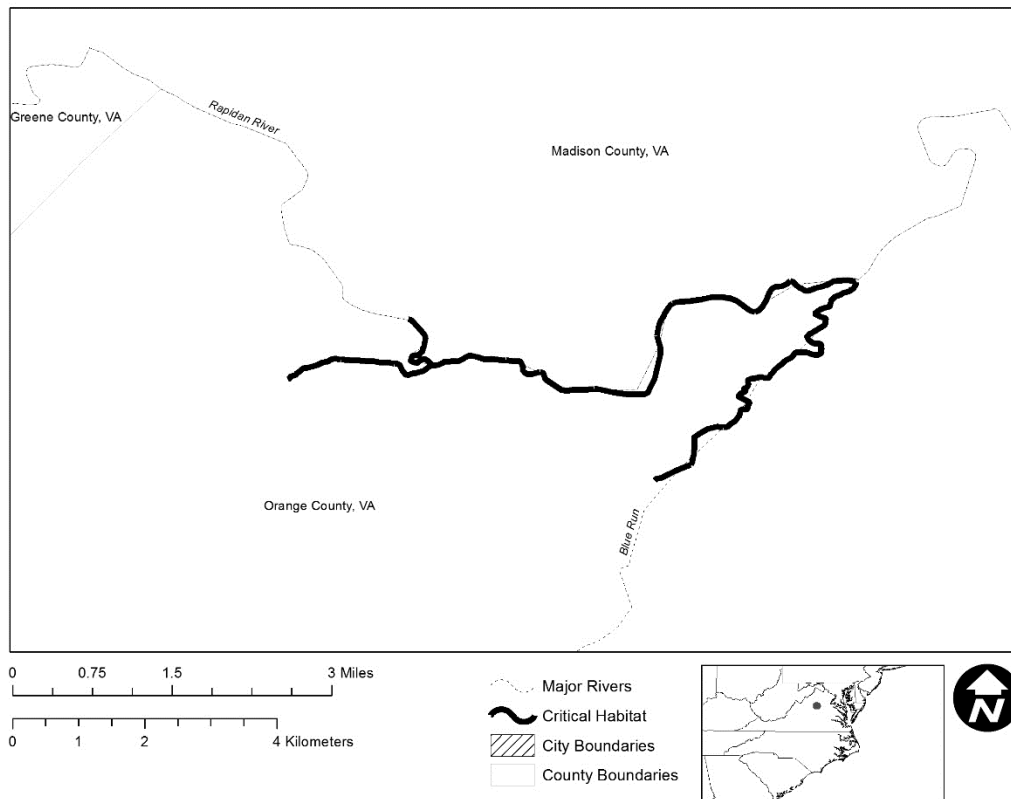 Rapidan River
Greene County, VA
Madison County, VA
Orange County, VA
Blue Run
0 0.75 1.5 3 Miles
0 1 2 4 Kilometers
Major Rivers
Critical Habitat
City Boundaries
County Boundaries
N